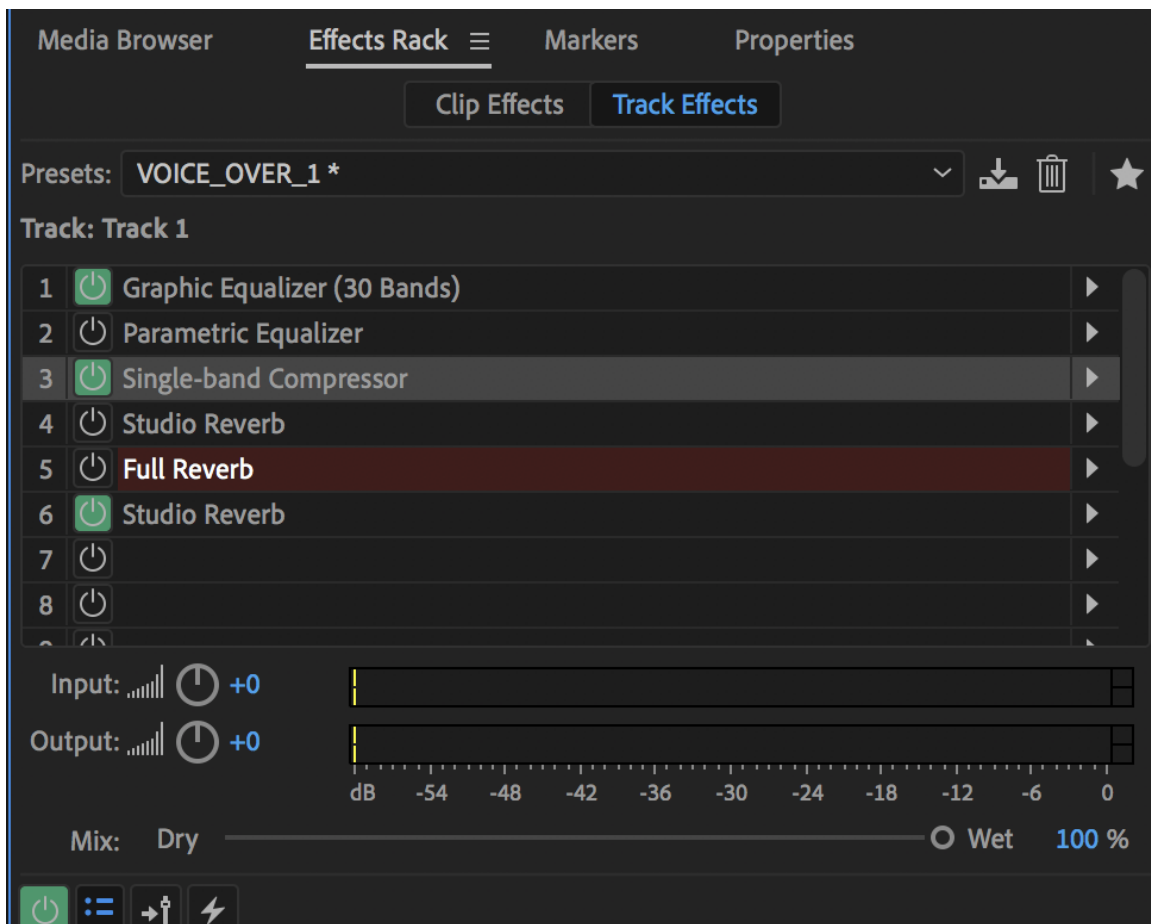 Media Browser Effects Rack Markers Properties
Clip Effects Track Effects
Presets: VOICE_OVER_1 *
Track: Track 1
1 Graphic Equalizer (30 Bands)
2 Parametric Equalizer
3 Single-band Compressor
4 Studio Reverb
5 Full Reverb
6 Studio Reverb
7
8
Input: +0
Output: +0
dB -54 -48 -42 -36 -30 -24 -18 -12 -6 0
Mix: Dry Wet 100 %